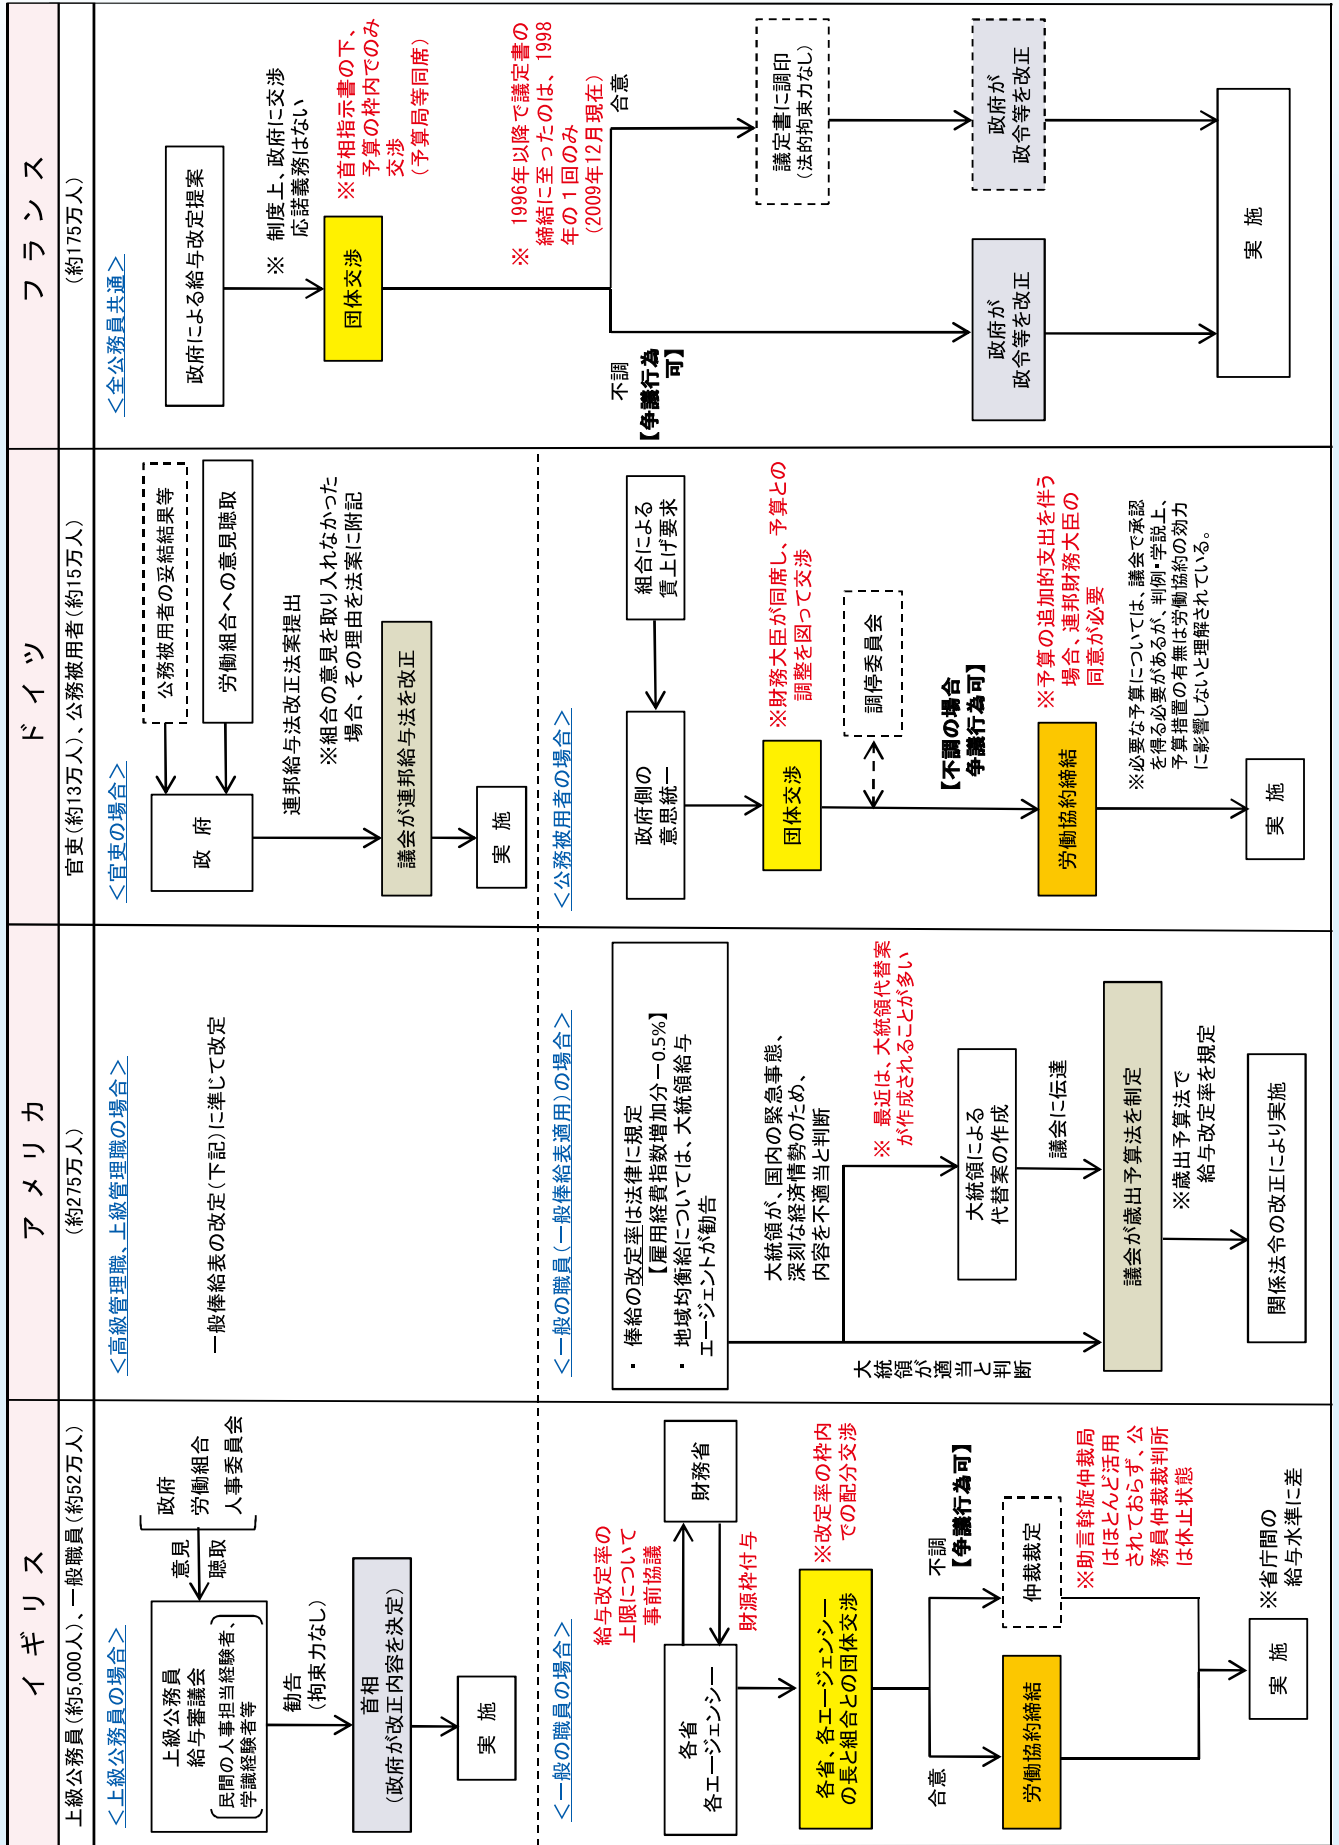 イギリス
上級公務員(約5,000人)、一般職員(約52万人)
<上級公務員の場合>
上級公務員
給与審議会
民間の人事担当経験者、
学識経験者等
意見
聴取
政府
労働組合
人事委員会
勧告
(拘束力なし)
首相
(政府が改正内容を決定)
実 施
<一般の職員の場合>
各省
各エージェンシー
給与改定率の
上限について
事前協議
財務省
財源枠付与
各省、各エージェンシー
の長と組合との団体交渉
※改定率の枠内
での配分交渉
合意
不調
【争議行為可】
労働協約締結
仲裁裁定
※助言斡旋仲裁局
はほとんど活用
されておらず、公
務員仲裁裁判所
は休止状態
実 施
※省庁間の
給与水準に差
アメリカ
(約275万人)
<高級管理職、上級管理職の場合>
一般俸給表の改定(下記)に準じて改定
<一般の職員(一般俸給表適用)の場合>
・ 俸給の改定率は法律に規定
【雇用経費指数増加分−0.5%】
・ 地域均衡給については、大統領給与
エージェントが勧告
大統領が、国内の緊急事態、
深刻な経済情勢のため、
内容を不適当と判断
大統領が適当と判断
※ 最近は、大統領代替案
が作成されることが多い
大統領による
代替案の作成
議会に伝達
議会が歳出予算法を制定
※歳出予算法で
給与改定率を規定
関係法令の改正により実施
ドイツ
官吏(約13万人)、公務被用者(約15万人)
<官吏の場合>
政 府
公務被用者の妥結結果等
労働組合への意見聴取
連邦給与法改正法案提出
※組合の意見を取り入れなかった
場合、その理由を法案に附記
議会が連邦給与法を改正
実 施
<公務被用者の場合>
政府側の
意思統一
組合による
賃上げ要求
団体交渉
※財務大臣が同席し、予算との
調整を図って交渉
調停委員会
【不調の場合
争議行為可】
労働協約締結
※予算の追加的支出を伴う
場合、連邦財務大臣の
同意が必要
※必要な予算については、議会で承認
を得る必要があるが、判例・学説上、
予算措置の有無は労働協約の効力
に影響しないと理解されている。
実 施
フランス
(約175万人)
<全公務員共通>
政府による給与改定提案
※ 制度上、政府に交渉
応諾義務はない
団体交渉
※首相指示書の下、
予算の枠内でのみ
交渉
(予算局等同席)
※ 1996年以降で議定書の
締結に至ったのは、1998
年の1回のみ
(2009年12月現在)
不調
【争議行為
可】
合意
議定書に調印
(法的拘束力なし)
政府が
政令等を改正
政府が
政令等を改正
実 施